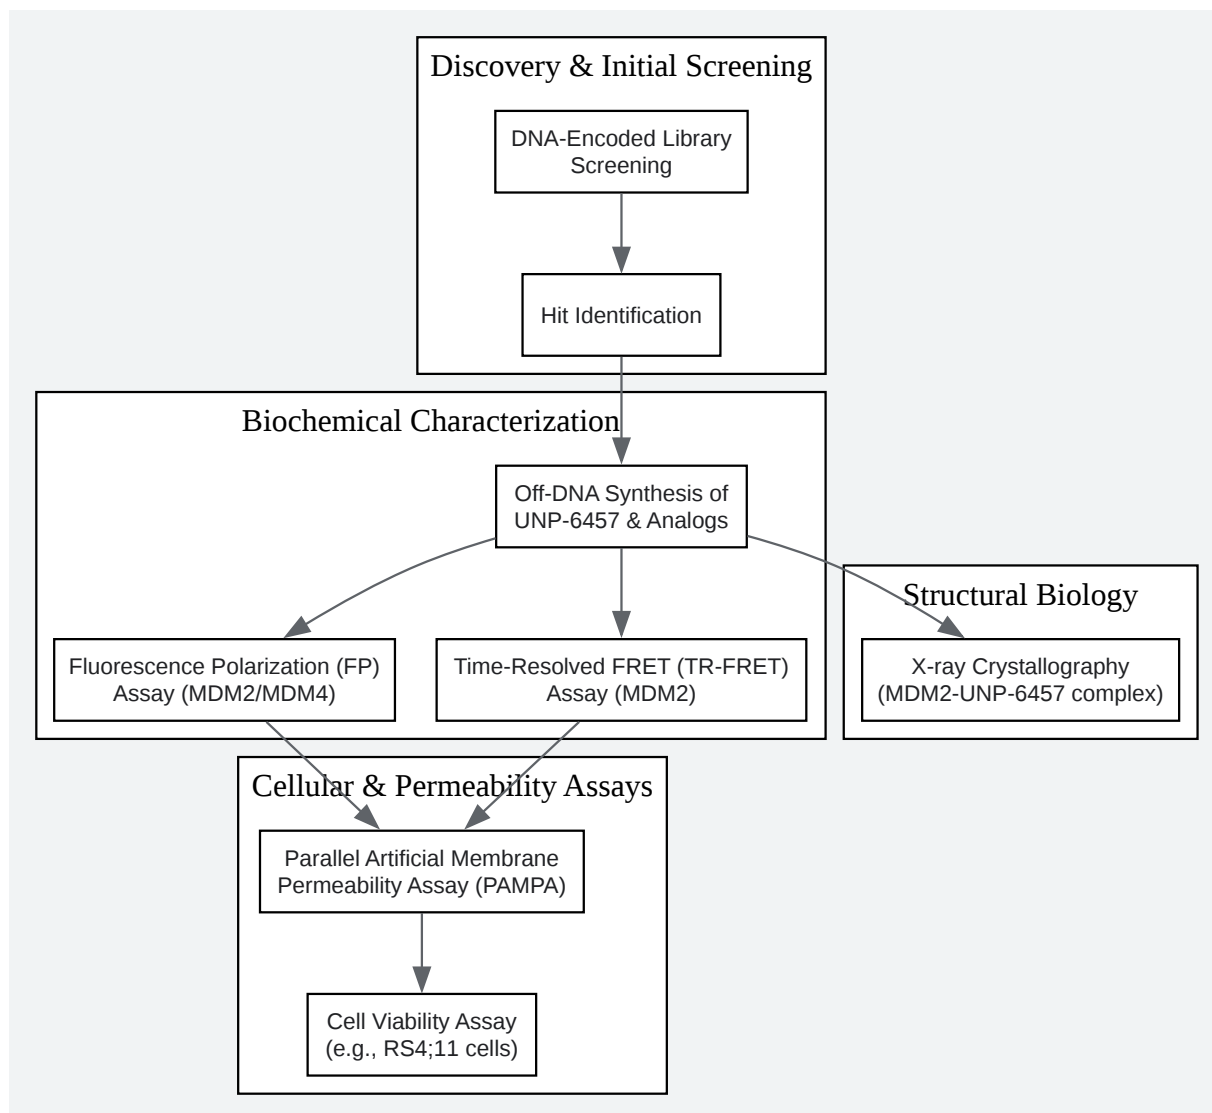 Discovery & Initial Screening
DNA-Encoded Library
Screening
Hit Identification
Biochemical Characterization
Off-DNA Synthesis of
UNP-6457 & Analogs
Fluorescence Polarization (FP)
Assay (MDM2/MDM4)
Time-Resolved FRET (TR-FRET)
Assay (MDM2)
Structural Biology
X-ray Crystallography
(MDM2-UNP-6457 complex)
Cellular & Permeability Assays
Parallel Artificial Membrane
Permeability Assay (PAMPA)
Cell Viability Assay
(e.g., RS4;11 cells)